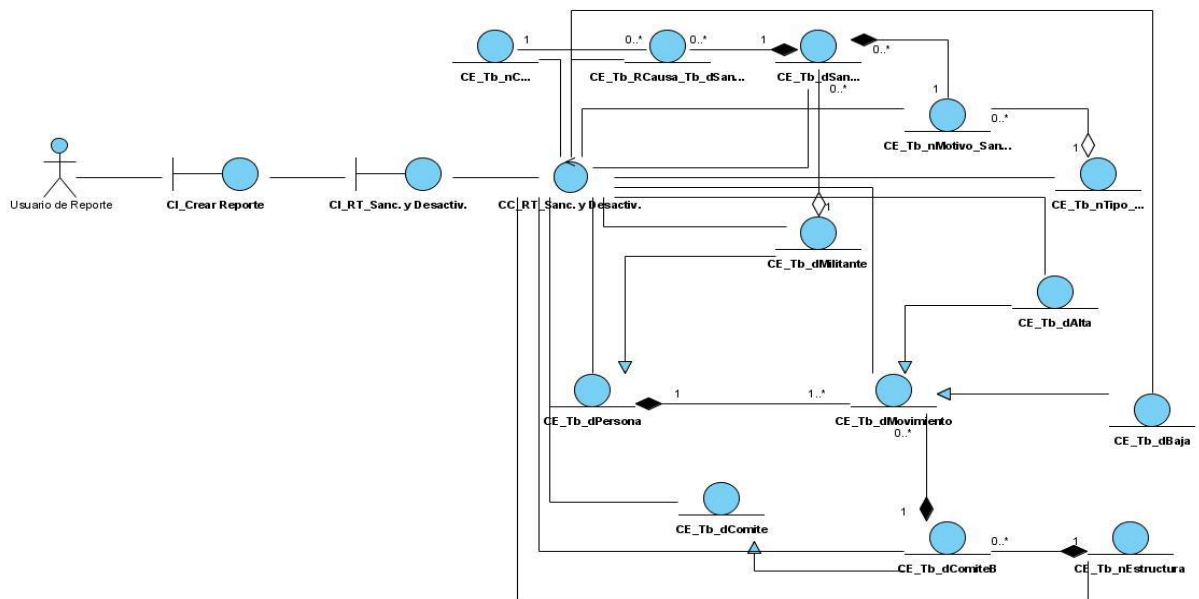 1
0..*
0..*
1
0..*
CE_Tb_nC...
CE_Tb_RCausa_Tb_dSan...
CE_Tb_dSan...
0..*
1
0..*
CE_Tb_nMotivo_San...
1
Usuario de Reporte
CI_Crear Reporte
CI_RT_Sanc. y Desactiv.
CC_RT_Sanc. y Desactiv.
CE_Tb_nTipo_...
1
CE_Tb_dMilitante
CE_Tb_dAlta
1
1..*
CE_Tb_dPersona
CE_Tb_dMovimiento
0..*
CE_Tb_dBaja
1
CE_Tb_dComite
0..*
1
CE_Tb_dComiteB
CE_Tb_nEstructura